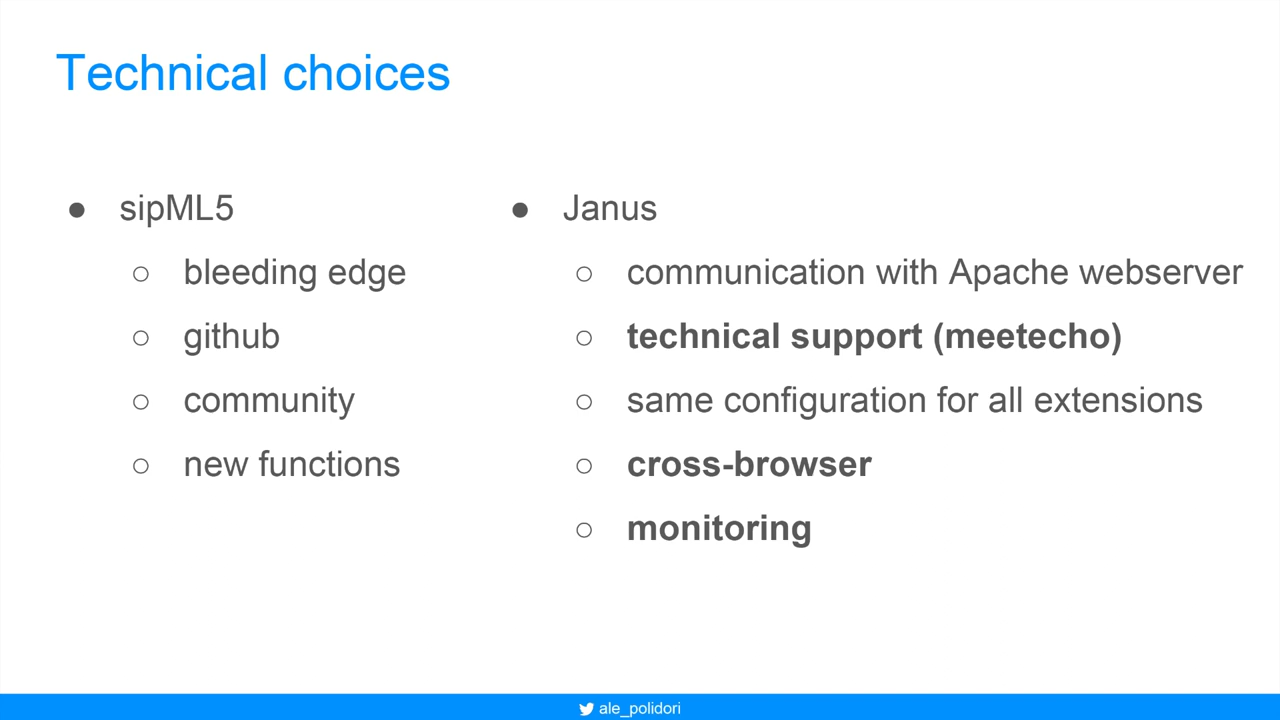 Technical choices
● sipML5
○ bleeding edge
○ github
○ community
○ new functions
● Janus
○ communication with Apache webserver
○ technical support (meetecho)
○ same configuration for all extensions
○ cross-browser
○ monitoring
ale_polidori